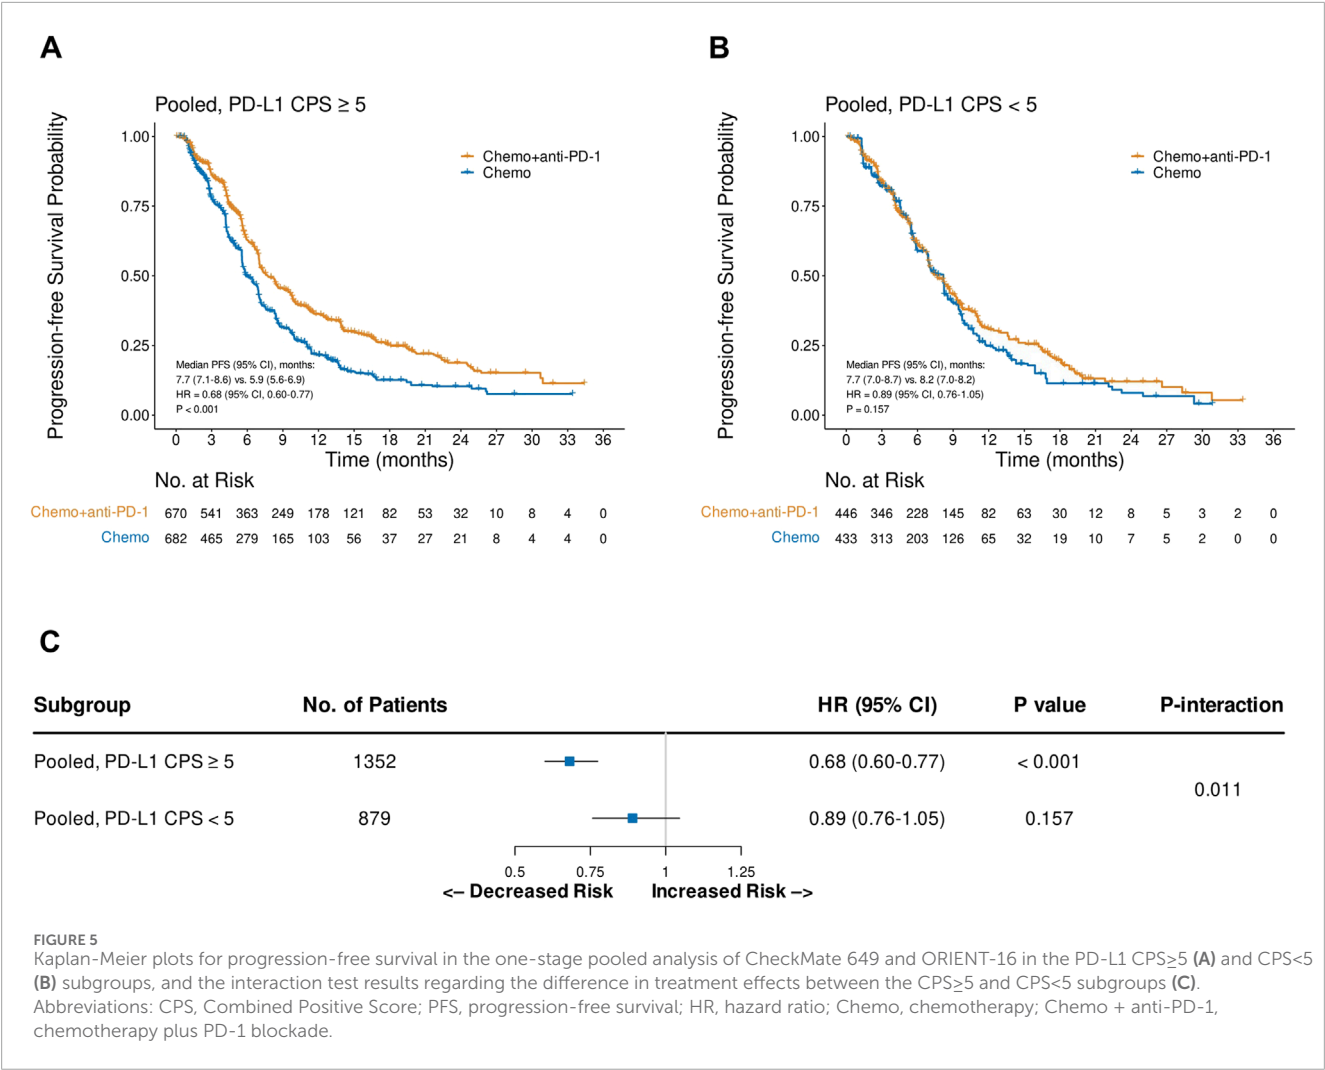 A
Pooled, PD-L1 CPS ≥ 5
Progression-free Survival Probability
1.00
0.75
0.50
0.25
0.00
Chemo+anti-PD-1
Chemo
Median PFS (95% CI), months:
7.7 (7.1-8.6) vs. 5.9 (5.6-6.9)
HR = 0.68 (95% CI, 0.60-0.77)
P < 0.001
0 3 6 9 12 15 18 21 24 27 30 33 36
Time (months)
No. at Risk
Chemo+anti-PD-1 670 541 363 249 178 121 82 53 32 10 8 4 0
Chemo 682 465 279 165 103 56 37 27 21 8 4 4 0
B
Pooled, PD-L1 CPS < 5
Progression-free Survival Probability
1.00
0.75
0.50
0.25
0.00
Chemo+anti-PD-1
Chemo
Median PFS (95% CI), months:
7.7 (7.0-8.7) vs. 8.2 (7.0-8.2)
HR = 0.89 (95% CI, 0.76-1.05)
P = 0.157
0 3 6 9 12 15 18 21 24 27 30 33 36
Time (months)
No. at Risk
Chemo+anti-PD-1 446 346 228 145 82 63 30 12 8 5 3 2 0
Chemo 433 313 203 126 65 32 19 10 7 5 2 0 0
C
Subgroup No. of Patients HR (95% CI) P value P-interaction
Pooled, PD-L1 CPS ≥ 5 1352 0.68 (0.60-0.77) < 0.001
0.011
Pooled, PD-L1 CPS < 5 879 0.89 (0.76-1.05) 0.157
0.5 0.75 1 1.25
<– Decreased Risk Increased Risk –>
FIGURE 5
Kaplan-Meier plots for progression-free survival in the one-stage pooled analysis of CheckMate 649 and ORIENT-16 in the PD-L1 CPS≥5 (A) and CPS<5
(B) subgroups, and the interaction test results regarding the difference in treatment effects between the CPS≥5 and CPS<5 subgroups (C).
Abbreviations: CPS, Combined Positive Score; PFS, progression-free survival; HR, hazard ratio; Chemo, chemotherapy; Chemo + anti-PD-1,
chemotherapy plus PD-1 blockade.